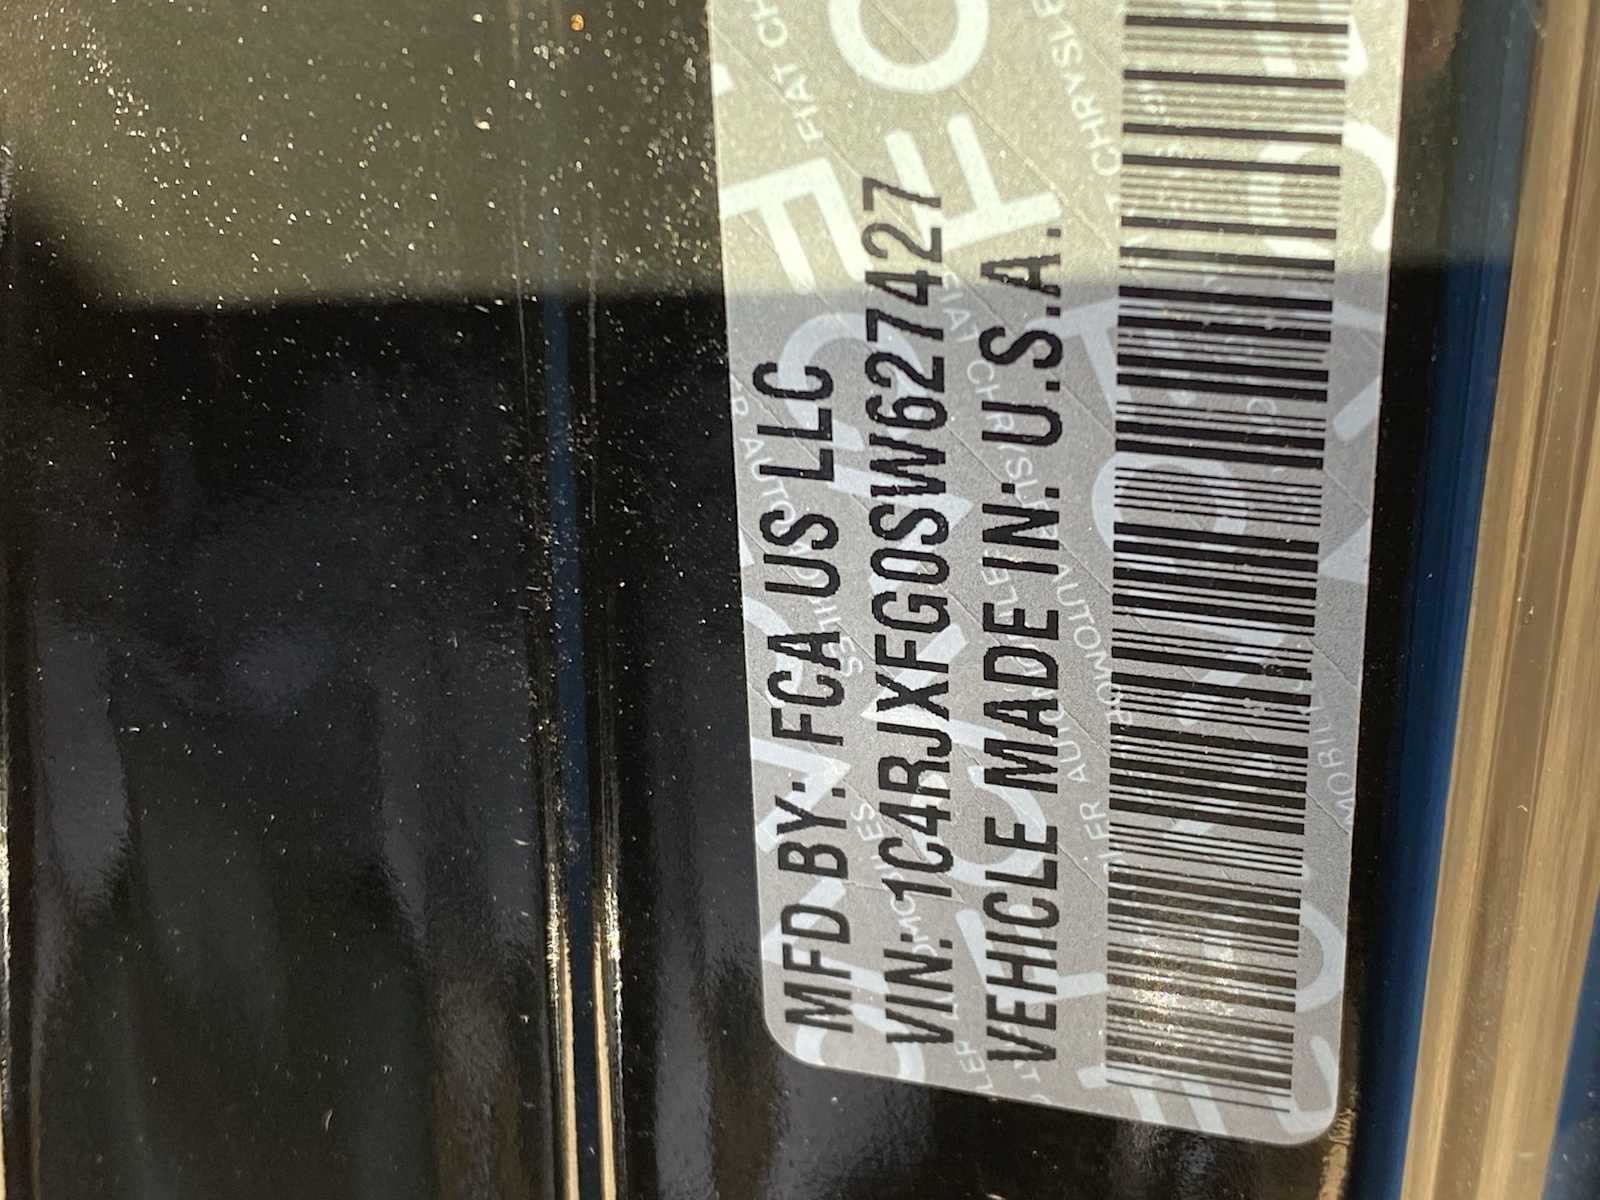 MFD BY: FCA US LLC
VIN: 1C4RJXFG0SW627427
VEHICLE MADE IN: U.S.A.